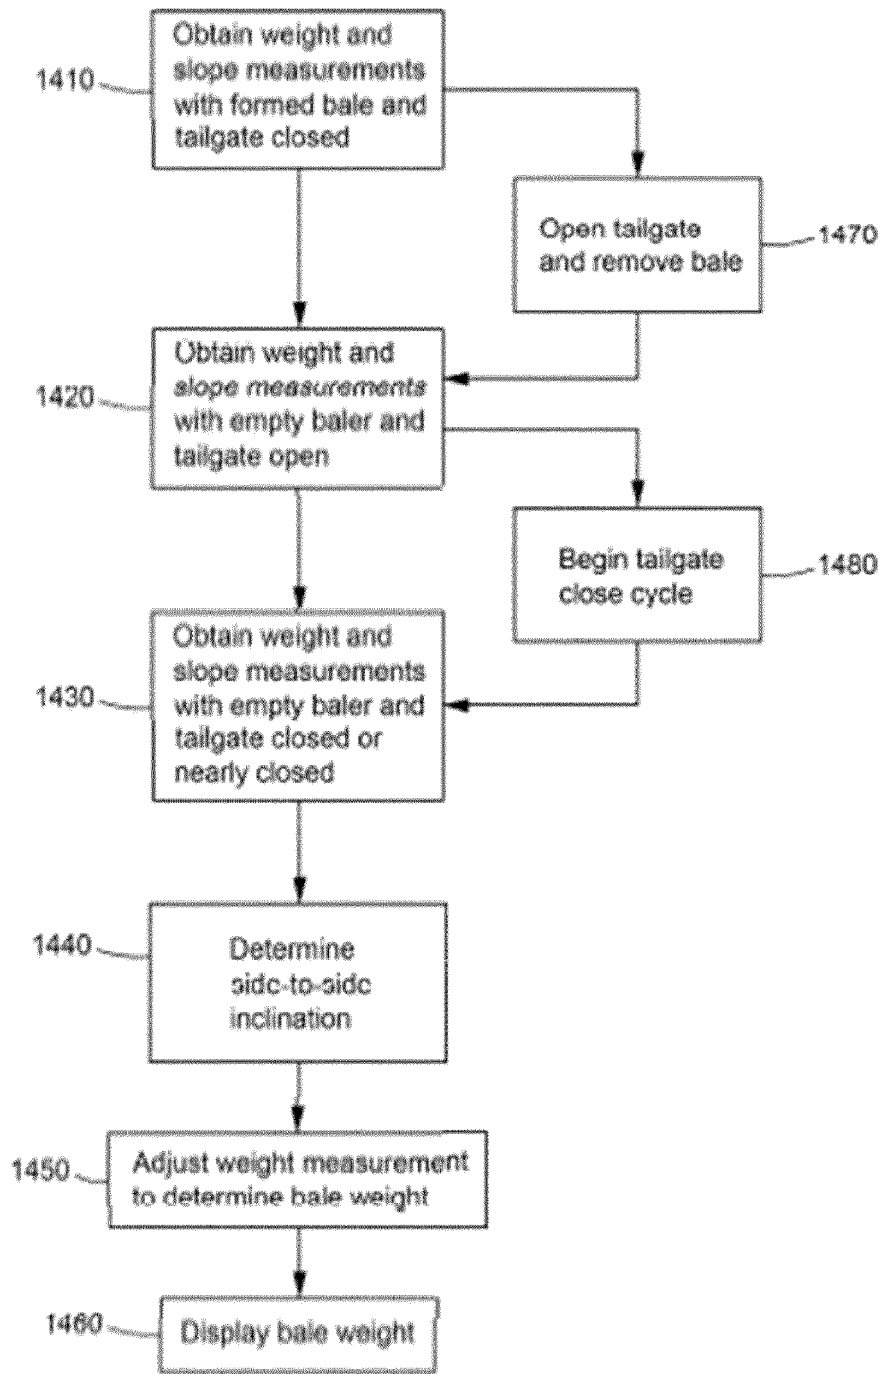 1410
Obtain weight and
slope measurements
with formed bale and
tailgate closed
1470
Open tailgate
and remove bale
1420
Obtain weight and
slope measurements
with empty baler and
tailgate open
1480
Begin tailgate
close cycle
1430
Obtain weight and
slope measurements
with empty baler and
tailgate closed or
nearly closed
1440
Determine
side-to-side
inclination
1450
Adjust weight measurement
to determine bale weight
1460
Display bale weight